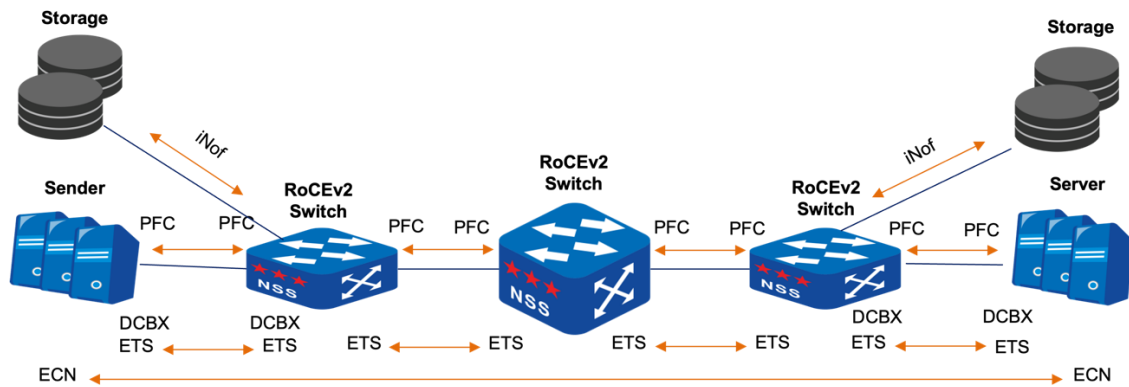 Storage
Storage
iNof
iNof
RoCEv2
Switch
Sender
RoCEv2
Switch
RoCEv2
Switch
Server
PFC PFC PFC PFC PFC PFC PFC PFC
NSS NSS NSS
DCBX DCBX DCBX DCBX
ETS ETS ETS ETS ETS ETS ETS ETS
ECN ECN